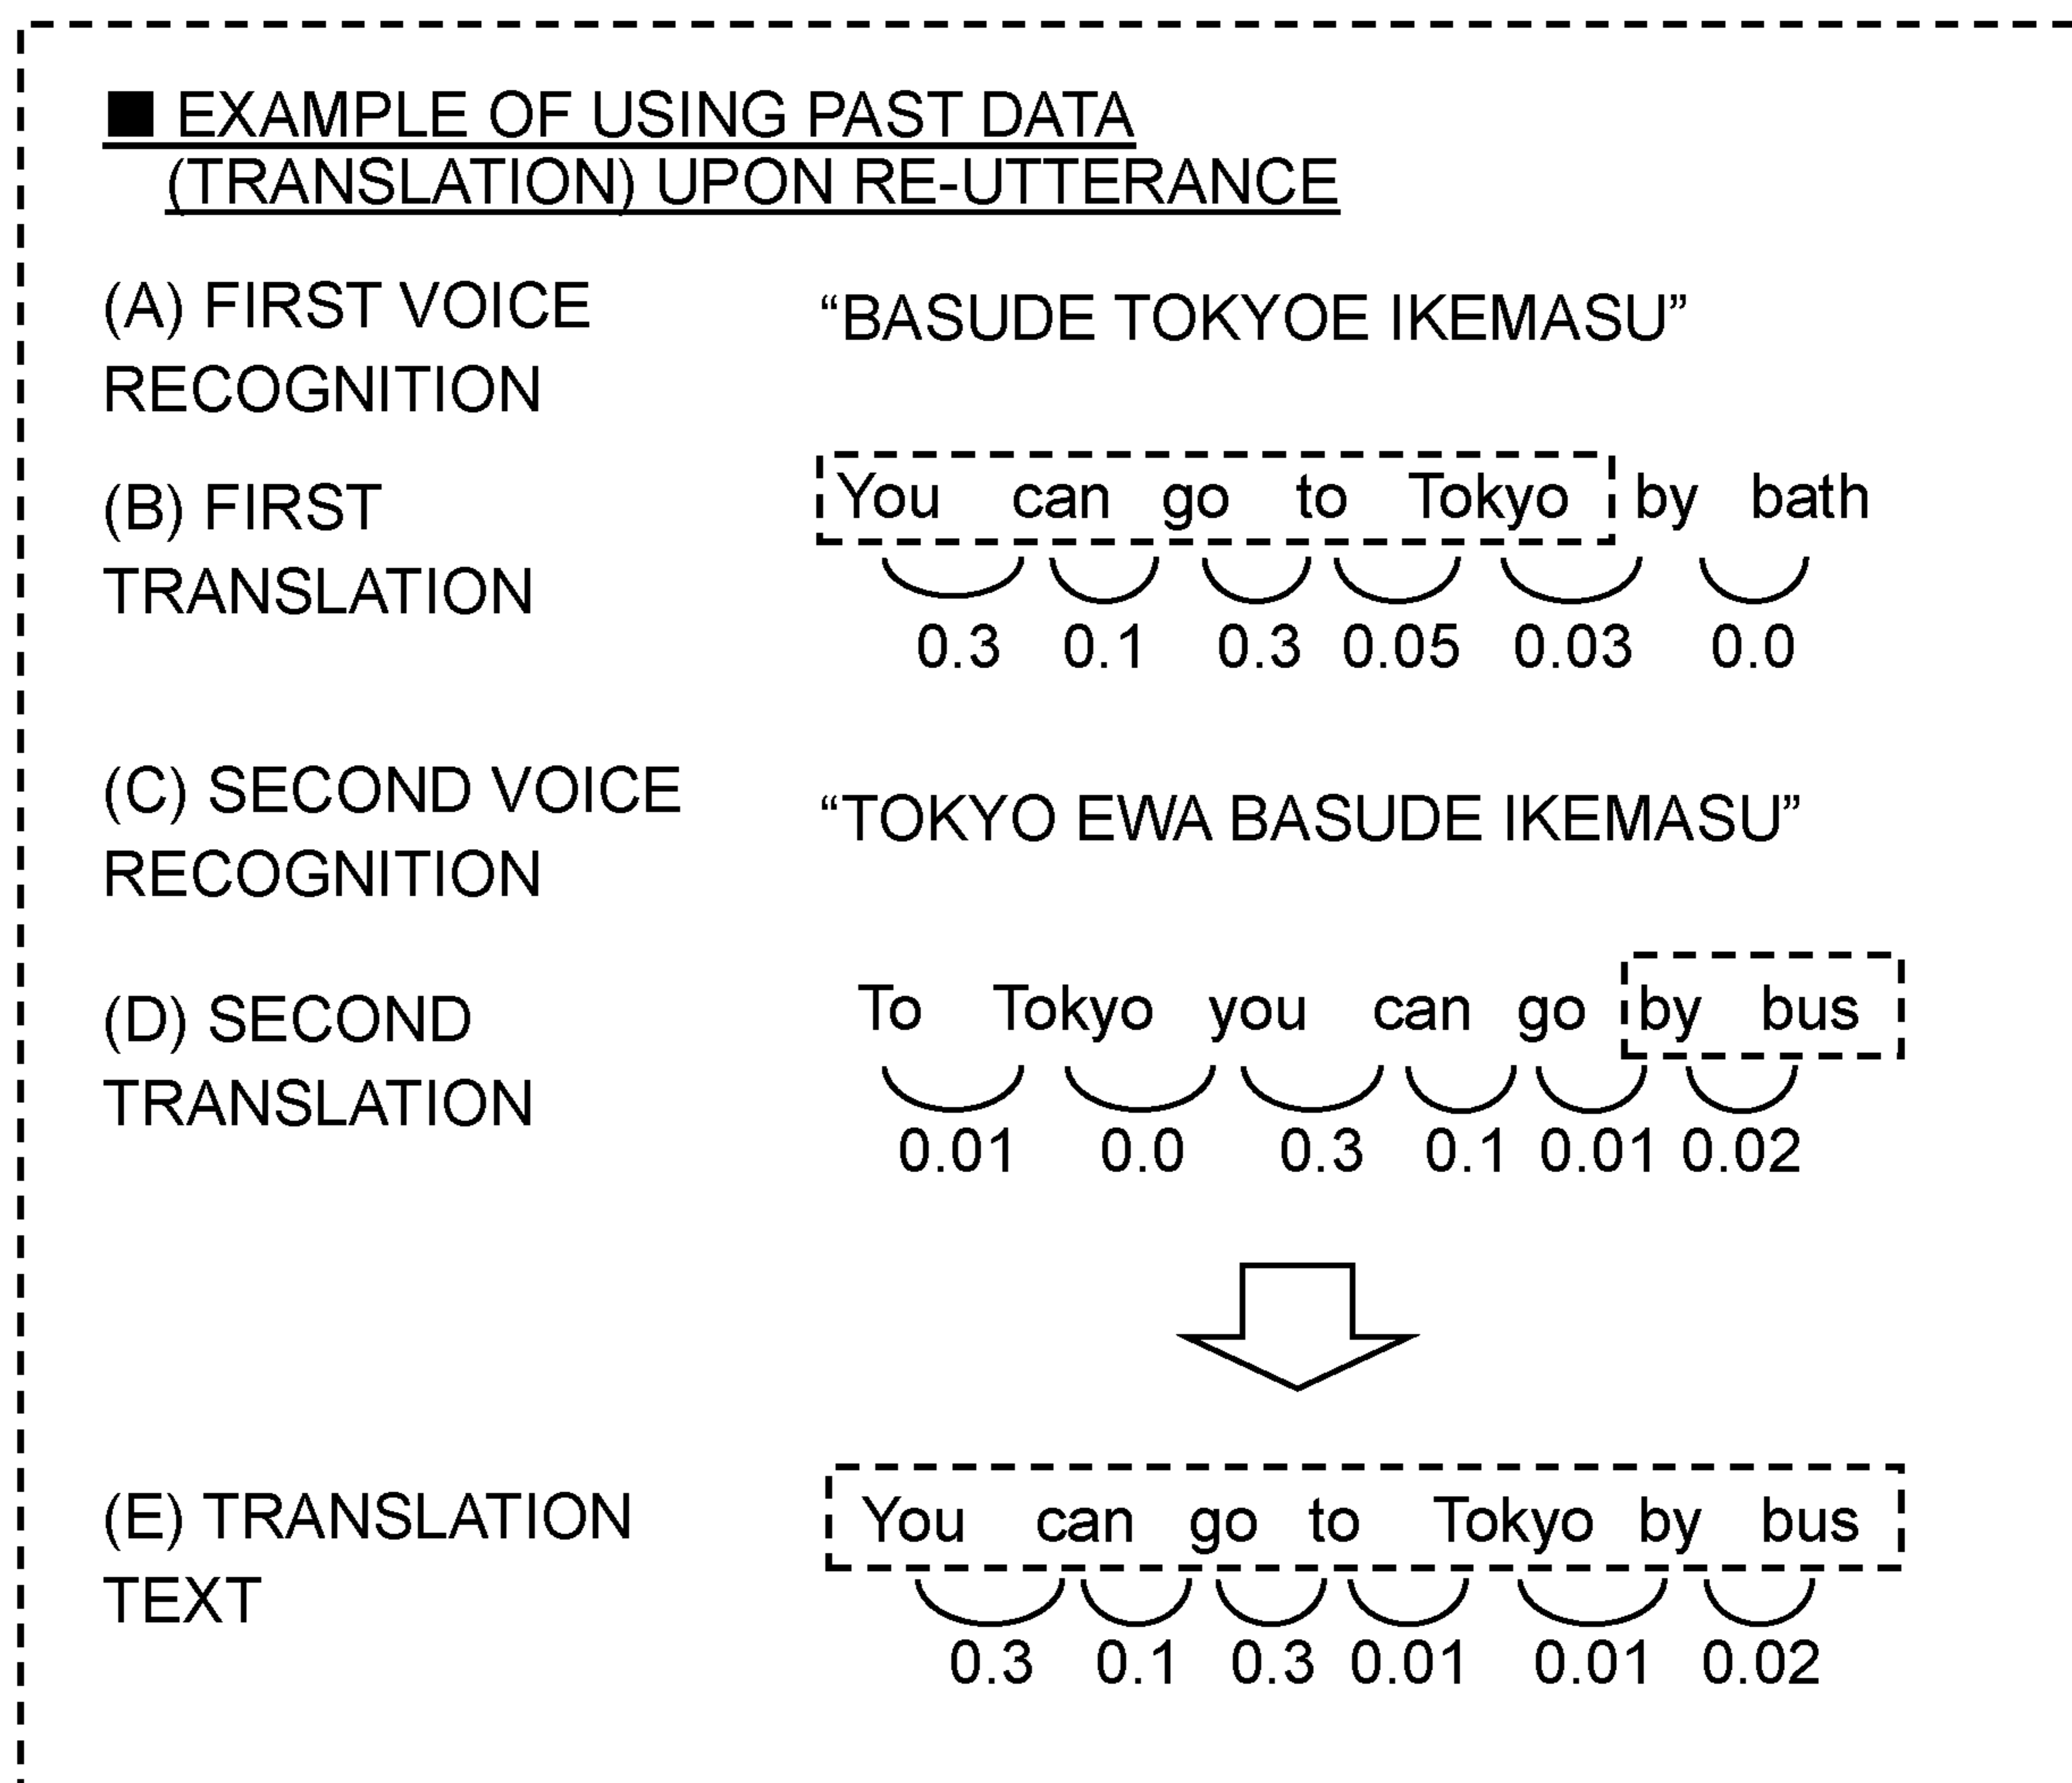 ■ EXAMPLE OF USING PAST DATA
(TRANSLATION) UPON RE-UTTERANCE
(A) FIRST VOICE
RECOGNITION
“BASUDE TOKYOE IKEMASU”
(B) FIRST
TRANSLATION
You can go to Tokyo by bath
0.3 0.1 0.3 0.05 0.03 0.0
(C) SECOND VOICE
RECOGNITION
“TOKYO EWA BASUDE IKEMASU”
(D) SECOND
TRANSLATION
To Tokyo you can go by bus
0.01 0.0 0.3 0.1 0.01 0.02
(E) TRANSLATION
TEXT
You can go to Tokyo by bus
0.3 0.1 0.3 0.01 0.01 0.02